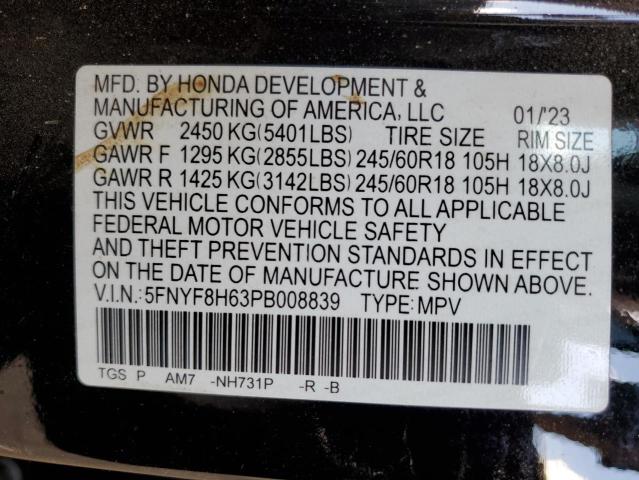 MFD. BY HONDA DEVELOPMENT &
MANUFACTURING OF AMERICA, LLC 01/'23
GVWR 2450 KG(5401LBS) TIRE SIZE RIM SIZE
GAWR F 1295 KG(2855LBS) 245/60R18 105H 18X8.0J
GAWR R 1425 KG(3142LBS) 245/60R18 105H 18X8.0J
THIS VEHICLE CONFORMS TO ALL APPLICABLE
FEDERAL MOTOR VEHICLE SAFETY
AND THEFT PREVENTION STANDARDS IN EFFECT
ON THE DATE OF MANUFACTURE SHOWN ABOVE.
V.I.N.:5FNYF8H63PB008839 TYPE:MPV
TGS P AM7 -NH731P -R -B